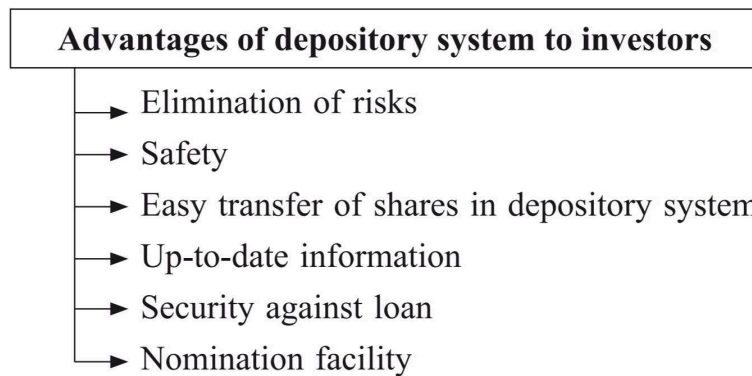 Advantages of depository system to investors
Elimination of risks
Safety
Easy transfer of shares in depository system
Up-to-date information
Security against loan
Nomination facility